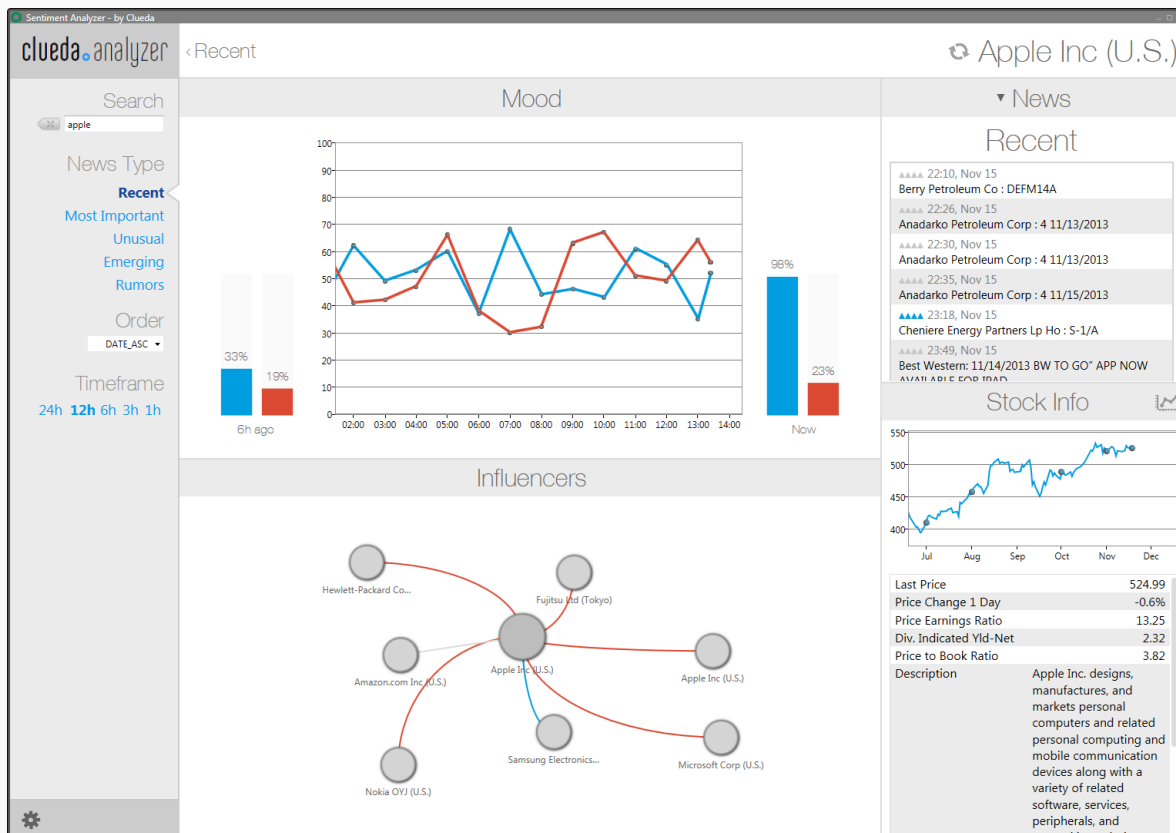 Sentiment Analyzer - by Clueda
clueda.analyzer
‹ Recent
Apple Inc (U.S.)
Search
apple
News Type
Recent
Most Important
Unusual
Emerging
Rumors
Order
DATE_ASC
Timeframe
24h 12h 6h 3h 1h
Mood
100
90
80
70
60
50
40
30
20
10
0
02:00 03:00 04:00 05:00 06:00 07:00 08:00 09:00 10:00 11:00 12:00 13:00 14:00
33%
19%
6h ago
98%
23%
Now
Influencers
Hewlett-Packard Co...
Fujitsu Ltd (Tokyo)
Apple Inc (U.S.)
Amazon.com Inc (U.S.)
Apple Inc (U.S.)
Samsung Electronics...
Microsoft Corp (U.S.)
Nokia OYJ (U.S.)
News
Recent
22:10, Nov 15
Berry Petroleum Co : DEFM14A
22:26, Nov 15
Anadarko Petroleum Corp : 4 11/13/2013
22:30, Nov 15
Anadarko Petroleum Corp : 4 11/13/2013
22:35, Nov 15
Anadarko Petroleum Corp : 4 11/15/2013
23:18, Nov 15
Cheniere Energy Partners Lp Ho : S-1/A
23:49, Nov 15
Best Western: 11/14/2013 BW TO GO" APP NOW
AVAILABLE FOR IPAD
Stock Info
550
500
450
400
Jul Aug Sep Oct Nov Dec
Last Price 524.99
Price Change 1 Day -0.6%
Price Earnings Ratio 13.25
Div. Indicated Yld-Net 2.32
Price to Book Ratio 3.82
Description Apple Inc. designs,
manufactures, and
markets personal
computers and related
personal computing and
mobile communication
devices along with a
variety of related
software, services,
peripherals, and